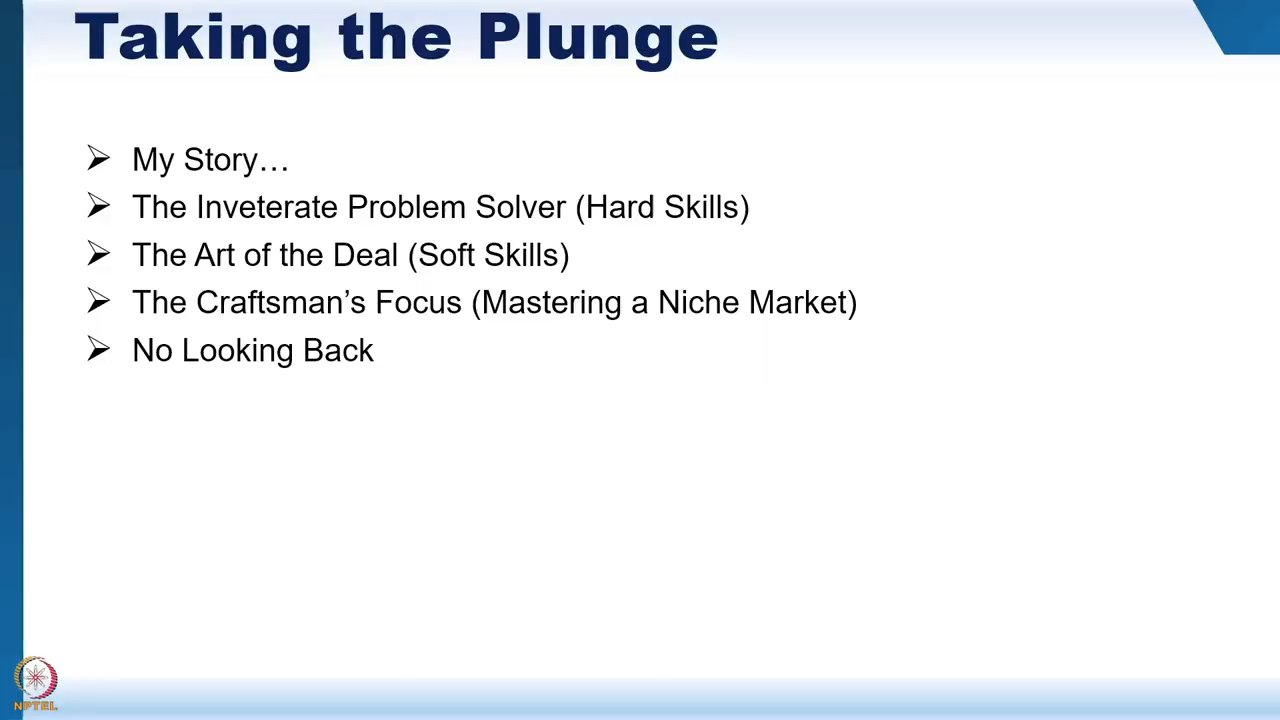 Taking the Plunge
My Story…
The Inveterate Problem Solver (Hard Skills)
The Art of the Deal (Soft Skills)
The Craftsman’s Focus (Mastering a Niche Market)
No Looking Back
NPTEL